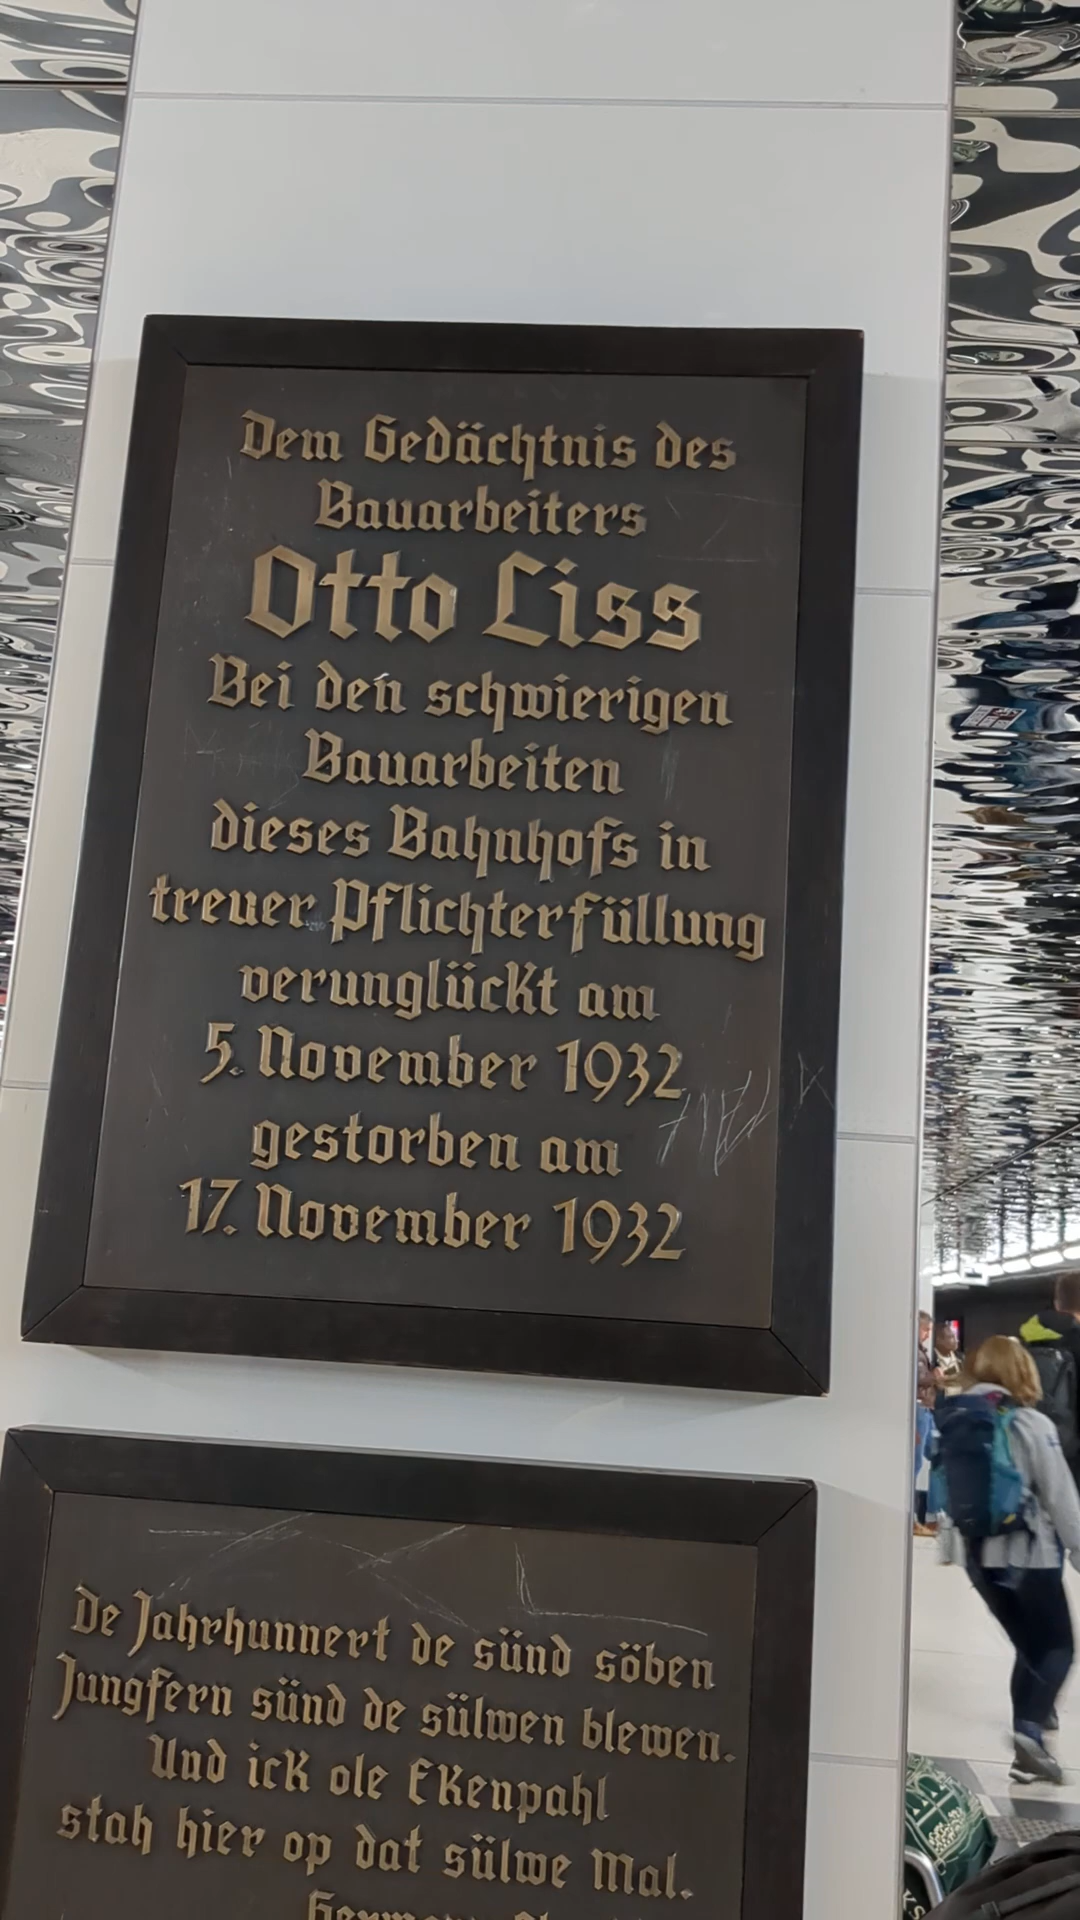 Dem Gedächtnis des
Bauarbeiters
Otto Liss
Bei den schwierigen
Bauarbeiten
dieses Bahnhofs in
treuer Pflichterfüllung
verunglückt am
5. November 1932
gestorben am
17. November 1932
De Jahrhunnert de sünd söben
Jungfern sünd de sülwen blewen.
Und ick ole Ekenpahl
stah hier op dat sülwe Mal.